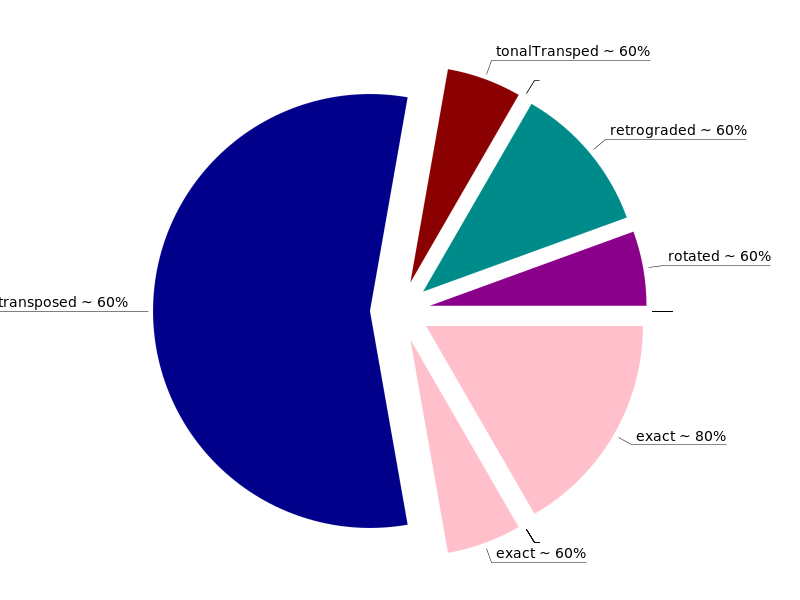 tonalTransped ~ 60%
retrograded ~ 60%
rotated ~ 60%
transposed ~ 60%
exact ~ 80%
exact ~ 60%